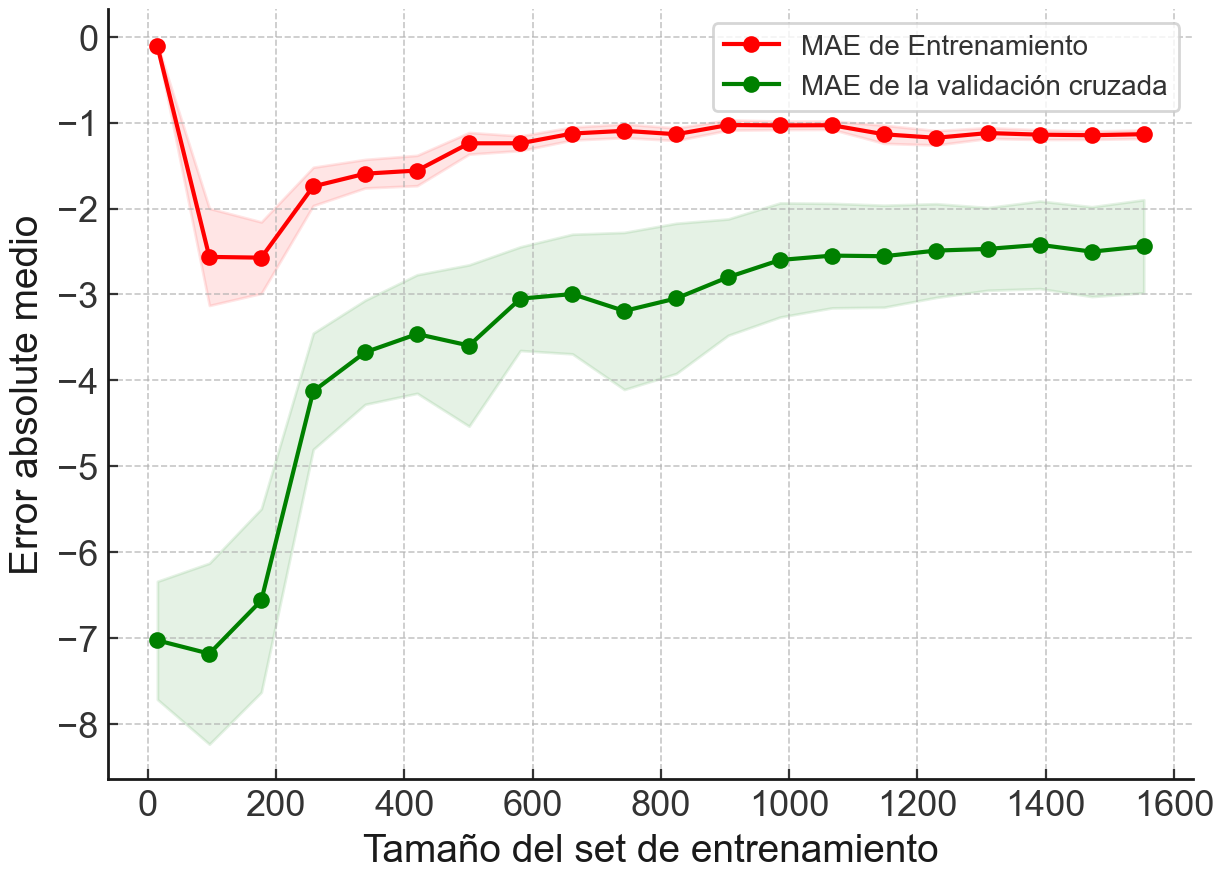 MAE de Entrenamiento
MAE de la validación cruzada
Error absolute medio
0
−1
−2
−3
−4
−5
−6
−7
−8
0 200 400 600 800 1000 1200 1400 1600
Tamaño del set de entrenamiento